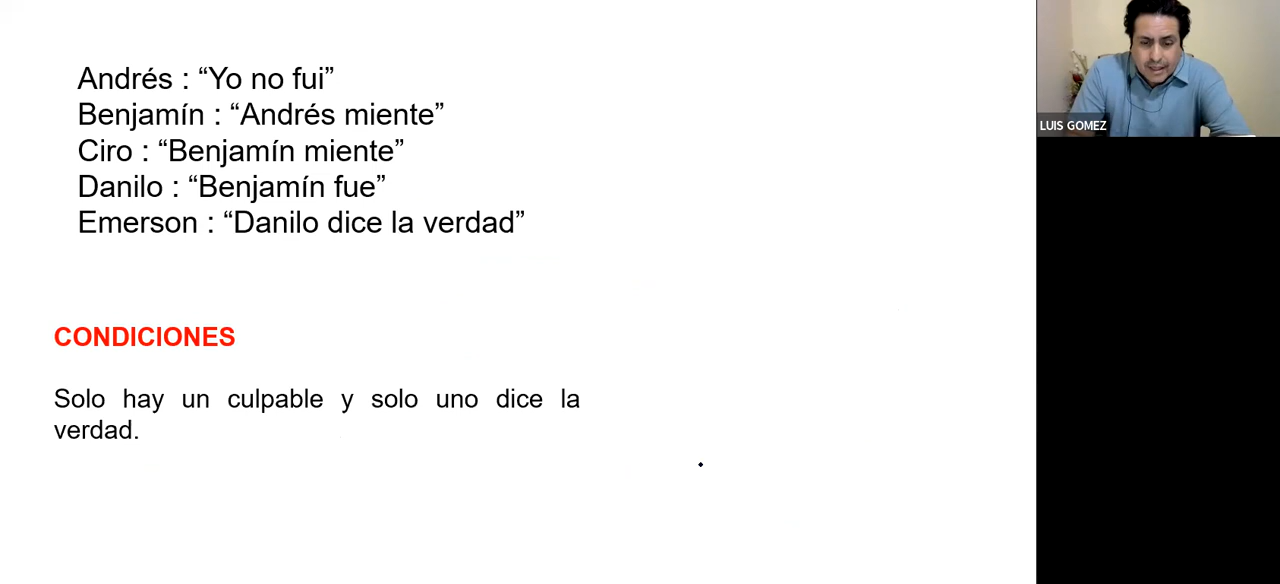 Andrés : “Yo no fui”
Benjamín : “Andrés miente”
Ciro : “Benjamín miente”
Danilo : “Benjamín fue”
Emerson : “Danilo dice la verdad”
CONDICIONES
Solo hay un culpable y solo uno dice la
verdad.
LUIS GOMEZ